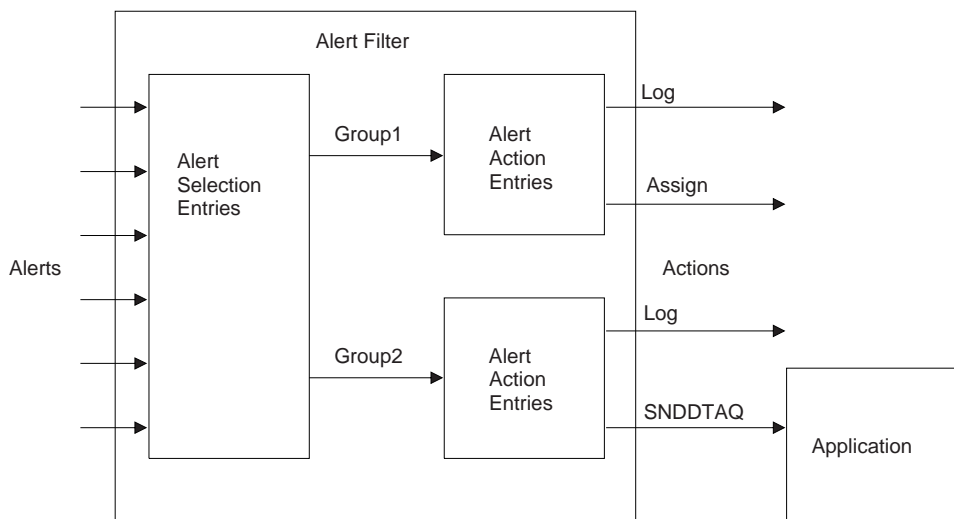 Alert Filter
Log
Group1
Alert
Action
Entries
Alert
Selection
Entries
Assign
Alerts
Actions
Log
Group2
Alert
Action
Entries
SNDDTAQ
Application